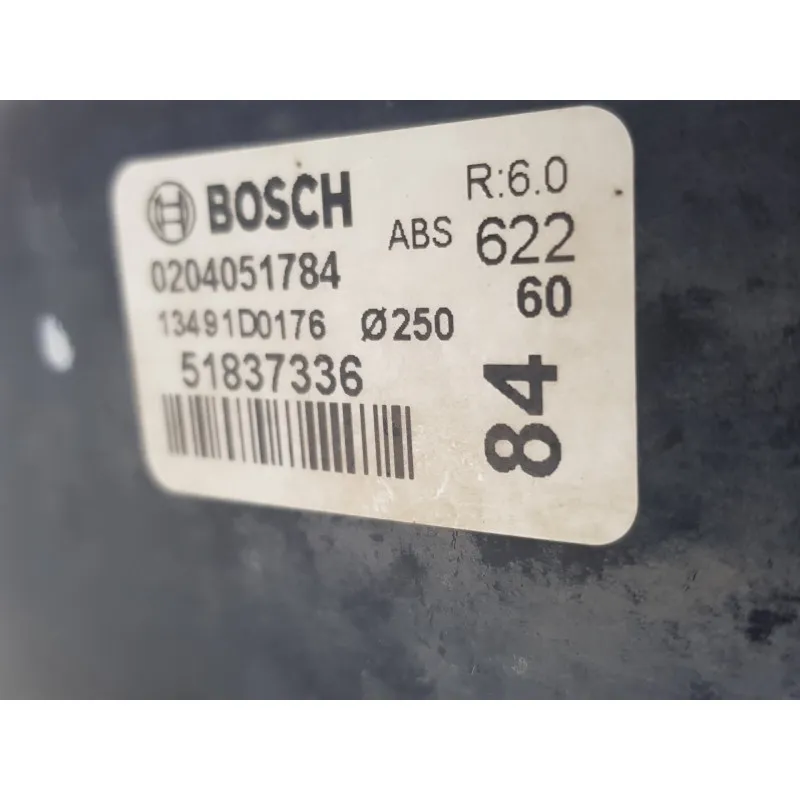 BOSCH R:6.0
0204051784 ABS 622
13491D0176 Ø250 60
51837336
84